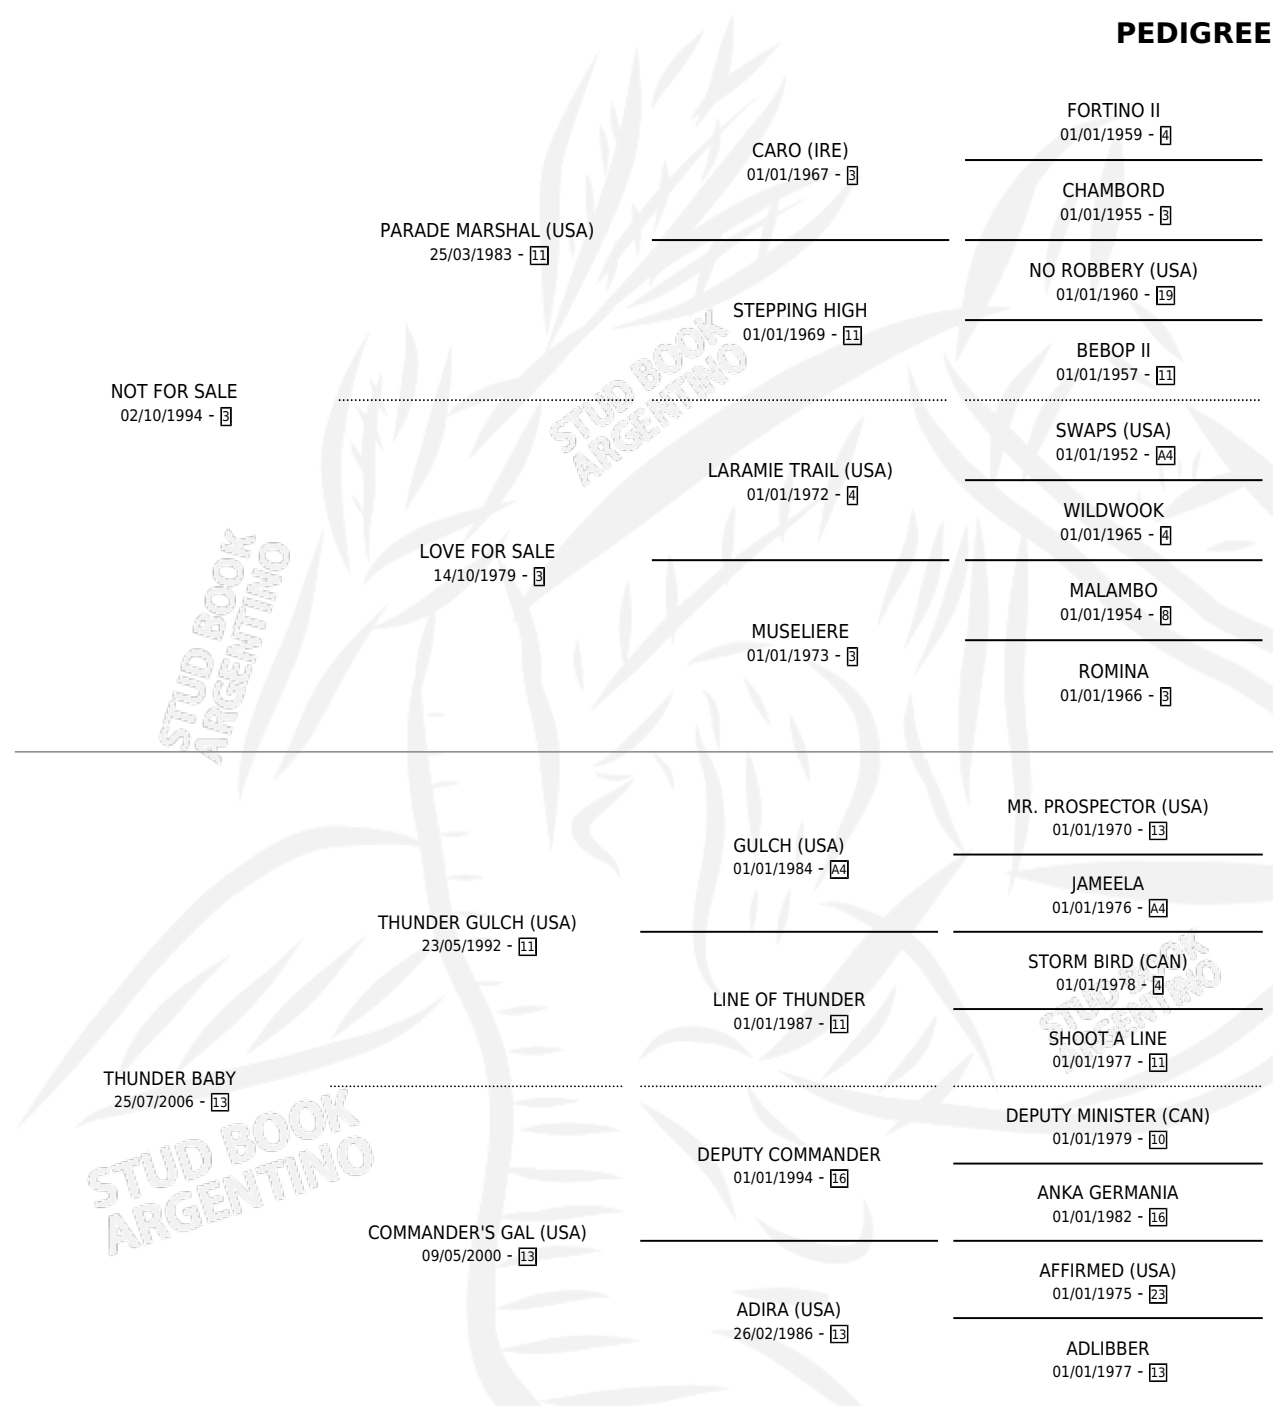 PEDIGREE
FORTINO II
01/01/1959 - 4
CARO (IRE)
01/01/1967 - 3
CHAMBORD
01/01/1955 - 3
PARADE MARSHAL (USA)
25/03/1983 - 11
NO ROBBERY (USA)
01/01/1960 - 19
STEPPING HIGH
01/01/1969 - 11
BEBOP II
01/01/1957 - 11
NOT FOR SALE
02/10/1994 - 3
SWAPS (USA)
01/01/1952 - A4
LARAMIE TRAIL (USA)
01/01/1972 - 4
WILDWOOK
01/01/1965 - 4
LOVE FOR SALE
14/10/1979 - 3
MALAMBO
01/01/1954 - 8
MUSELIERE
01/01/1973 - 3
ROMINA
01/01/1966 - 3
STUD BOOK
ARGENTINO
STUD BOOK
ARGENTINO
MR. PROSPECTOR (USA)
01/01/1970 - 13
GULCH (USA)
01/01/1984 - A4
JAMEELA
01/01/1976 - A4
THUNDER GULCH (USA)
23/05/1992 - 11
STORM BIRD (CAN)
01/01/1978 - 4
LINE OF THUNDER
01/01/1987 - 11
SHOOT A LINE
01/01/1977 - 11
STUD BOOK
ARGENTINO
THUNDER BABY
25/07/2006 - 13
DEPUTY MINISTER (CAN)
01/01/1979 - 10
DEPUTY COMMANDER
01/01/1994 - 16
ANKA GERMANIA
01/01/1982 - 16
STUD BOOK
ARGENTINO
COMMANDER'S GAL (USA)
09/05/2000 - 13
AFFIRMED (USA)
01/01/1975 - 23
ADIRA (USA)
26/02/1986 - 13
ADLIBBER
01/01/1977 - 13